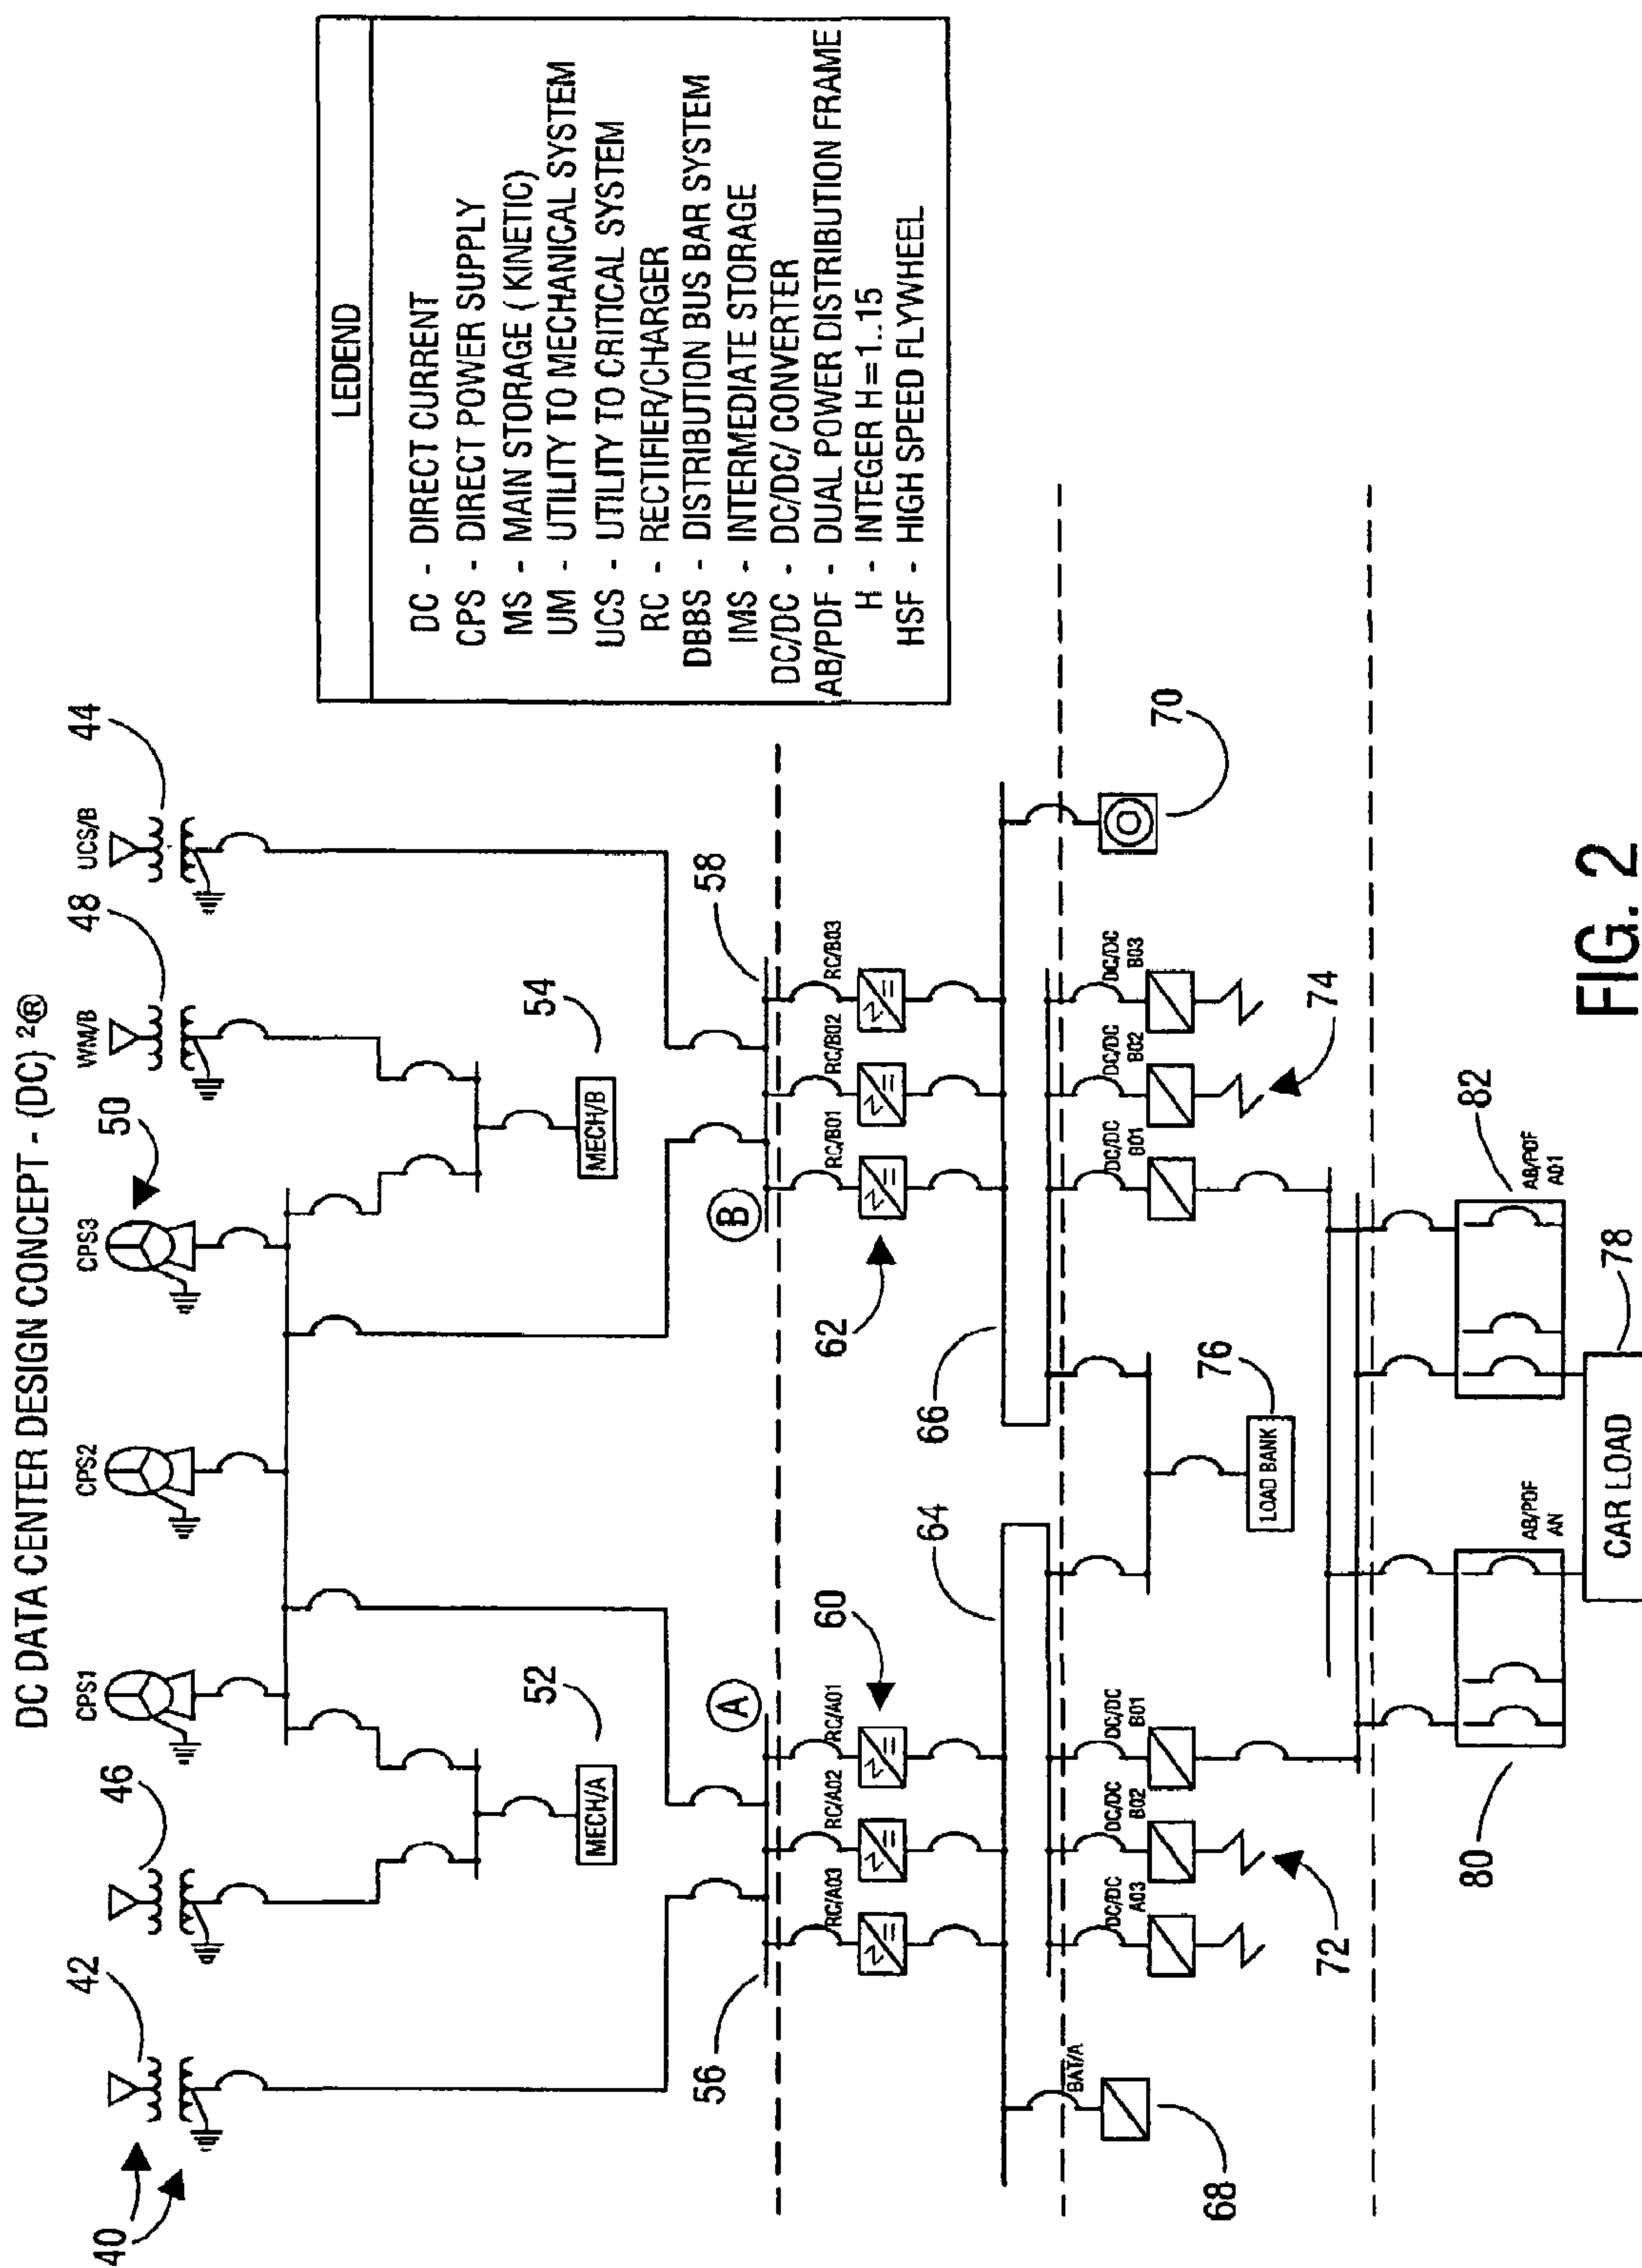 DC DATA CENTER DESIGN CONCEPT - (DC) ²®
40
42
46
CPS1
CPS2
CPS3
50
WM/B
48
UCS/B
44
52
MECH/A
54
MECH/B
56
A
B
58
RC/A03
RC/A02
RC/A01
60
62
RC/B01
RC/B02
RC/B03
64
66
68
BAT/A
DC/DC
A03
DC/DC
B02
DC/DC
B01
72
76
LOAD BANK
DC/DC
B01
DC/DC
B02
DC/DC
B03
74
70
80
AB/PDF
AN
82
AB/PDF
A01
CAR LOAD
78
LEDEND
DC - DIRECT CURRENT
CPS - DIRECT POWER SUPPLY
MS - MAIN STORAGE ( KINETIC)
UM - UTILITY TO MECHANICAL SYSTEM
UCS - UTILITY TO CRITICAL SYSTEM
RC - RECTIFIER/CHARGER
DBBS - DISTRIBUTION BUS BAR SYSTEM
IMS - INTERMEDIATE STORAGE
DC/DC - DC/DC/ CONVERTER
AB/PDF - DUAL POWER DISTRIBUTION FRAME
H - INTEGER H=1..15
HSF - HIGH SPEED FLYWHEEL
FIG. 2